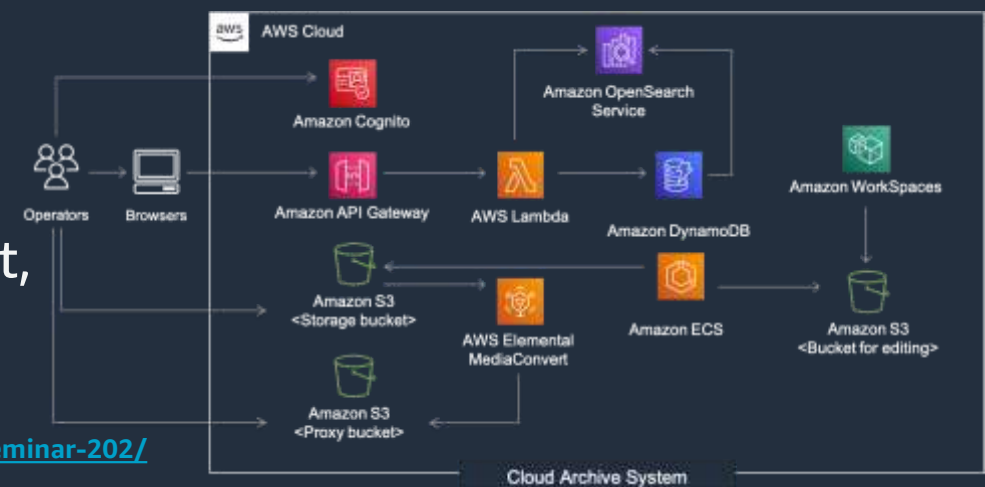 aws
AWS Cloud
Amazon OpenSearch
Service
Amazon Cognito
Amazon WorkSpaces
Operators
Browsers
Amazon API Gateway
AWS Lambda
Amazon DynamoDB
t,
Amazon S3
<Storage bucket>
AWS Elemental
MediaConvert
Amazon ECS
Amazon S3
<Bucket for editing>
Amazon S3
<Proxy bucket>
eminar-202/
Cloud Archive System